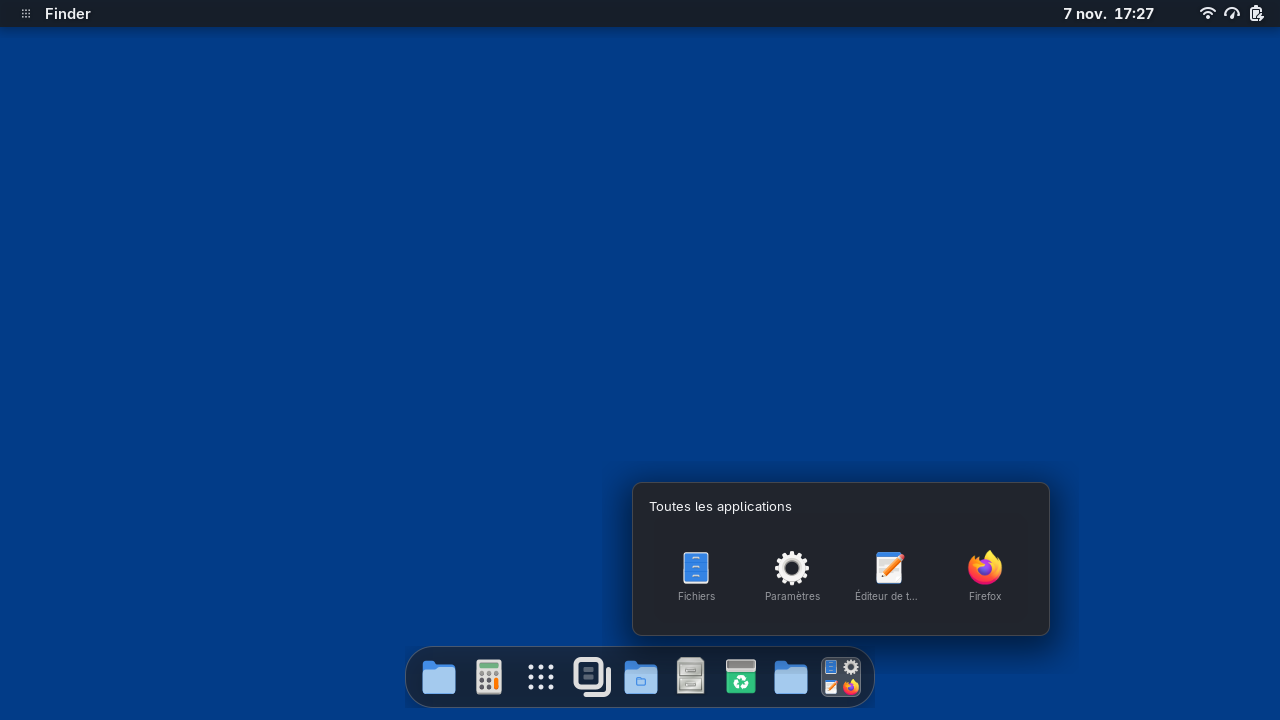 Finder
7 nov. 17:27
Toutes les applications
Fichiers
Paramètres
Éditeur de t...
Firefox